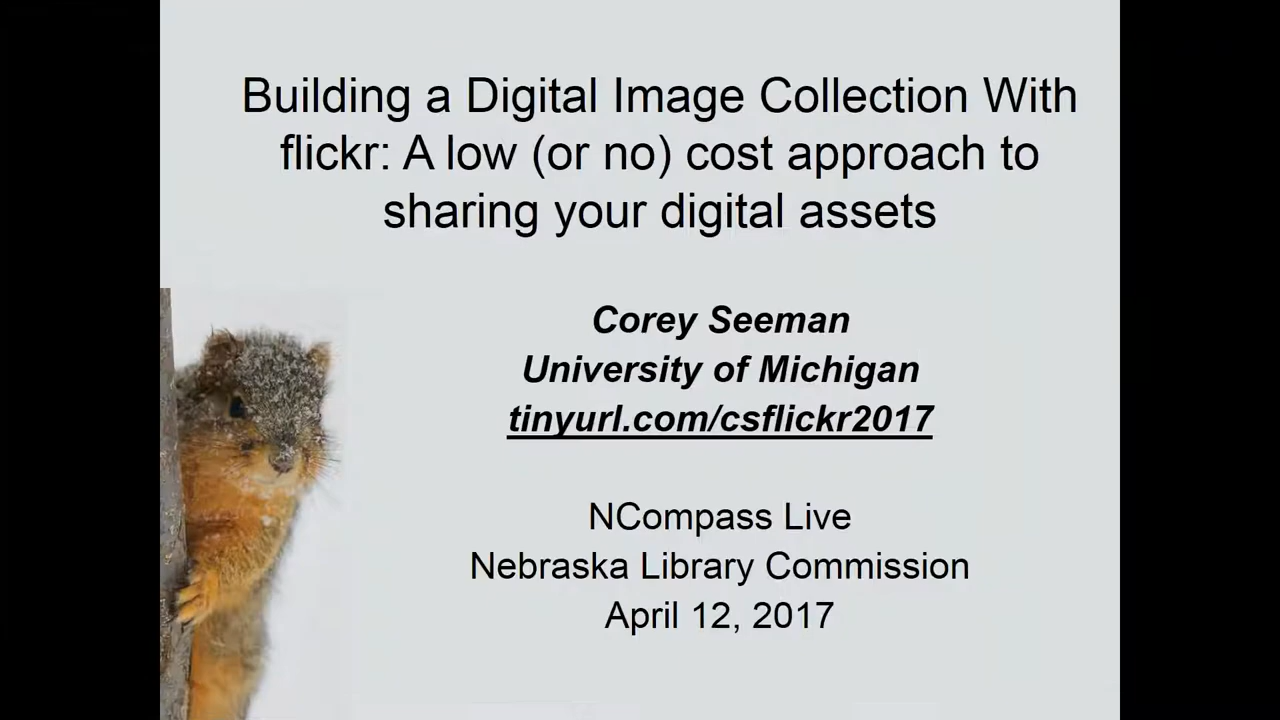 Building a Digital Image Collection With
flickr: A low (or no) cost approach to
sharing your digital assets
Corey Seeman
University of Michigan
tinyurl.com/csflickr2017
NCompass Live
Nebraska Library Commission
April 12, 2017